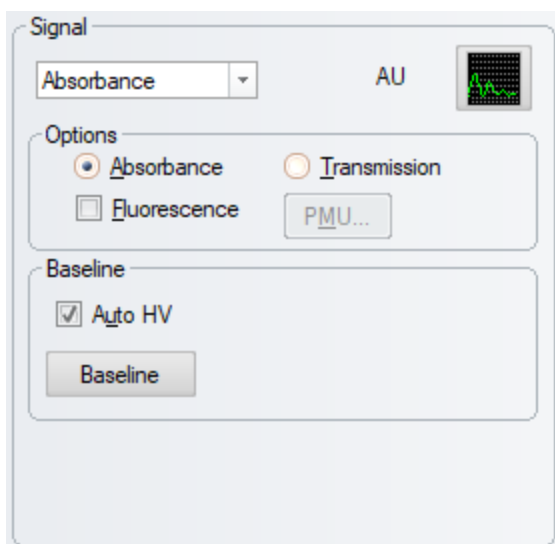 Signal
Absorbance AU
Options
Absorbance Transmission
Fluorescence PMU...
Baseline
Auto HV
Baseline